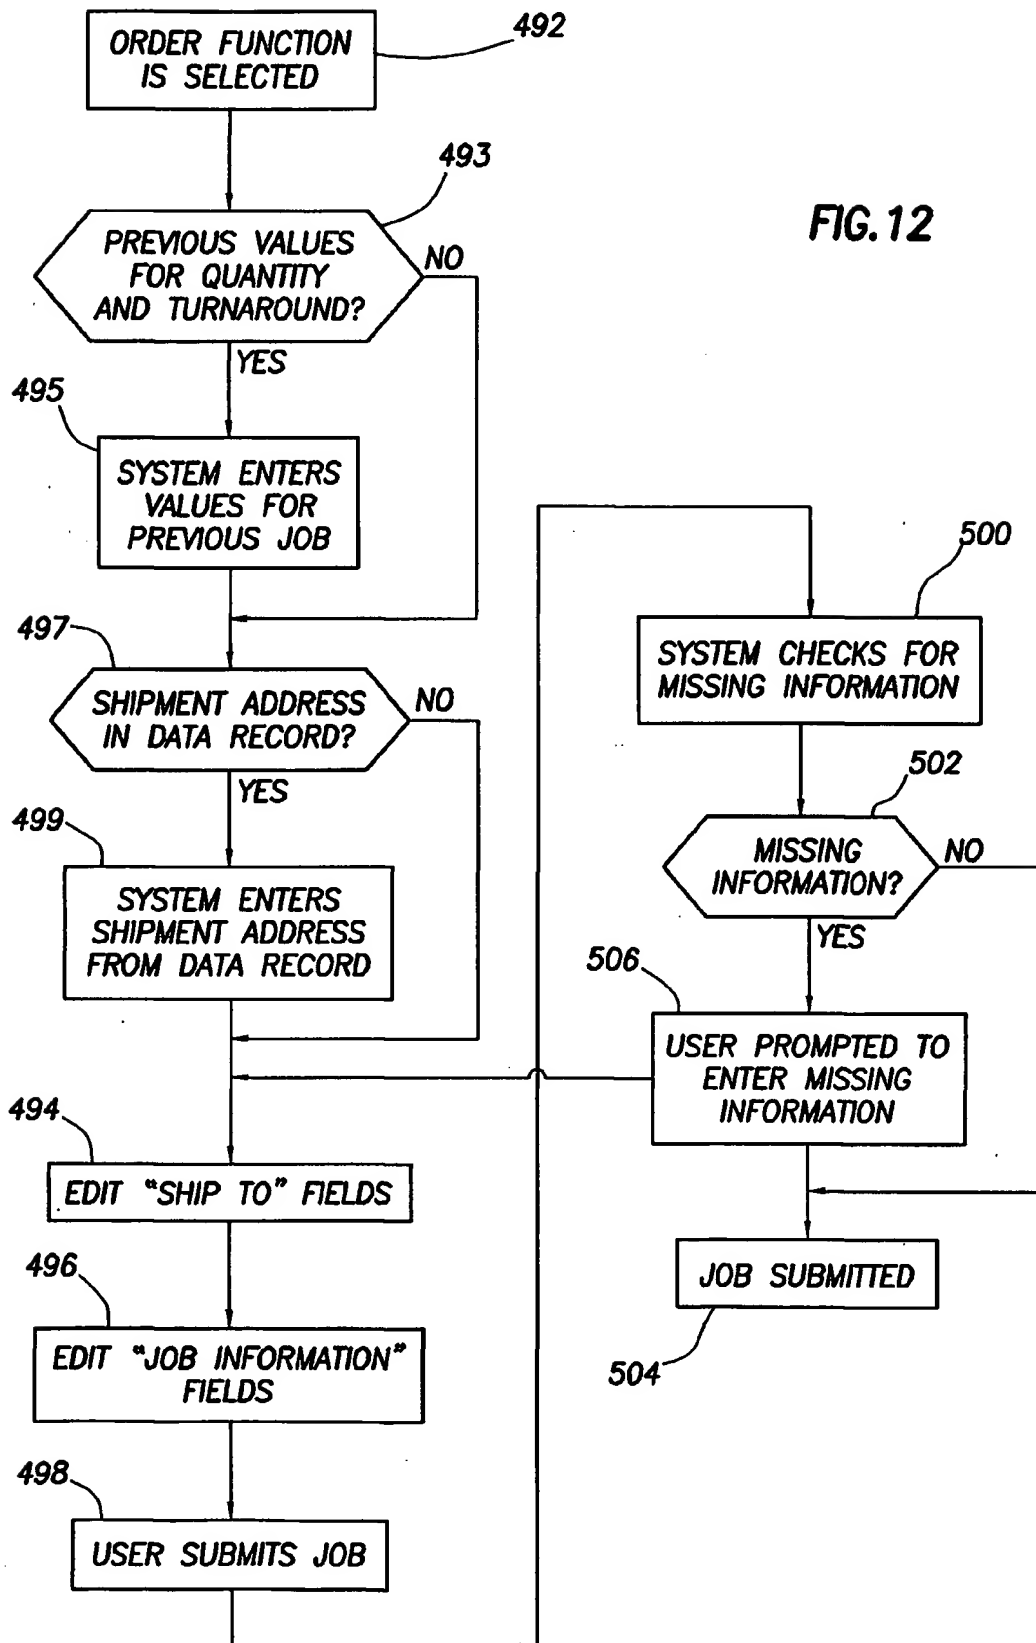 ORDER FUNCTION
IS SELECTED
492
493
FIG.12
PREVIOUS VALUES
FOR QUANTITY
AND TURNAROUND?
NO
YES
495
SYSTEM ENTERS
VALUES FOR
PREVIOUS JOB
497
SHIPMENT ADDRESS
IN DATA RECORD?
NO
YES
499
SYSTEM ENTERS
SHIPMENT ADDRESS
FROM DATA RECORD
494
EDIT "SHIP TO" FIELDS
496
EDIT "JOB INFORMATION"
FIELDS
498
USER SUBMITS JOB
500
SYSTEM CHECKS FOR
MISSING INFORMATION
502
MISSING
INFORMATION?
NO
YES
506
USER PROMPTED TO
ENTER MISSING
INFORMATION
JOB SUBMITTED
504